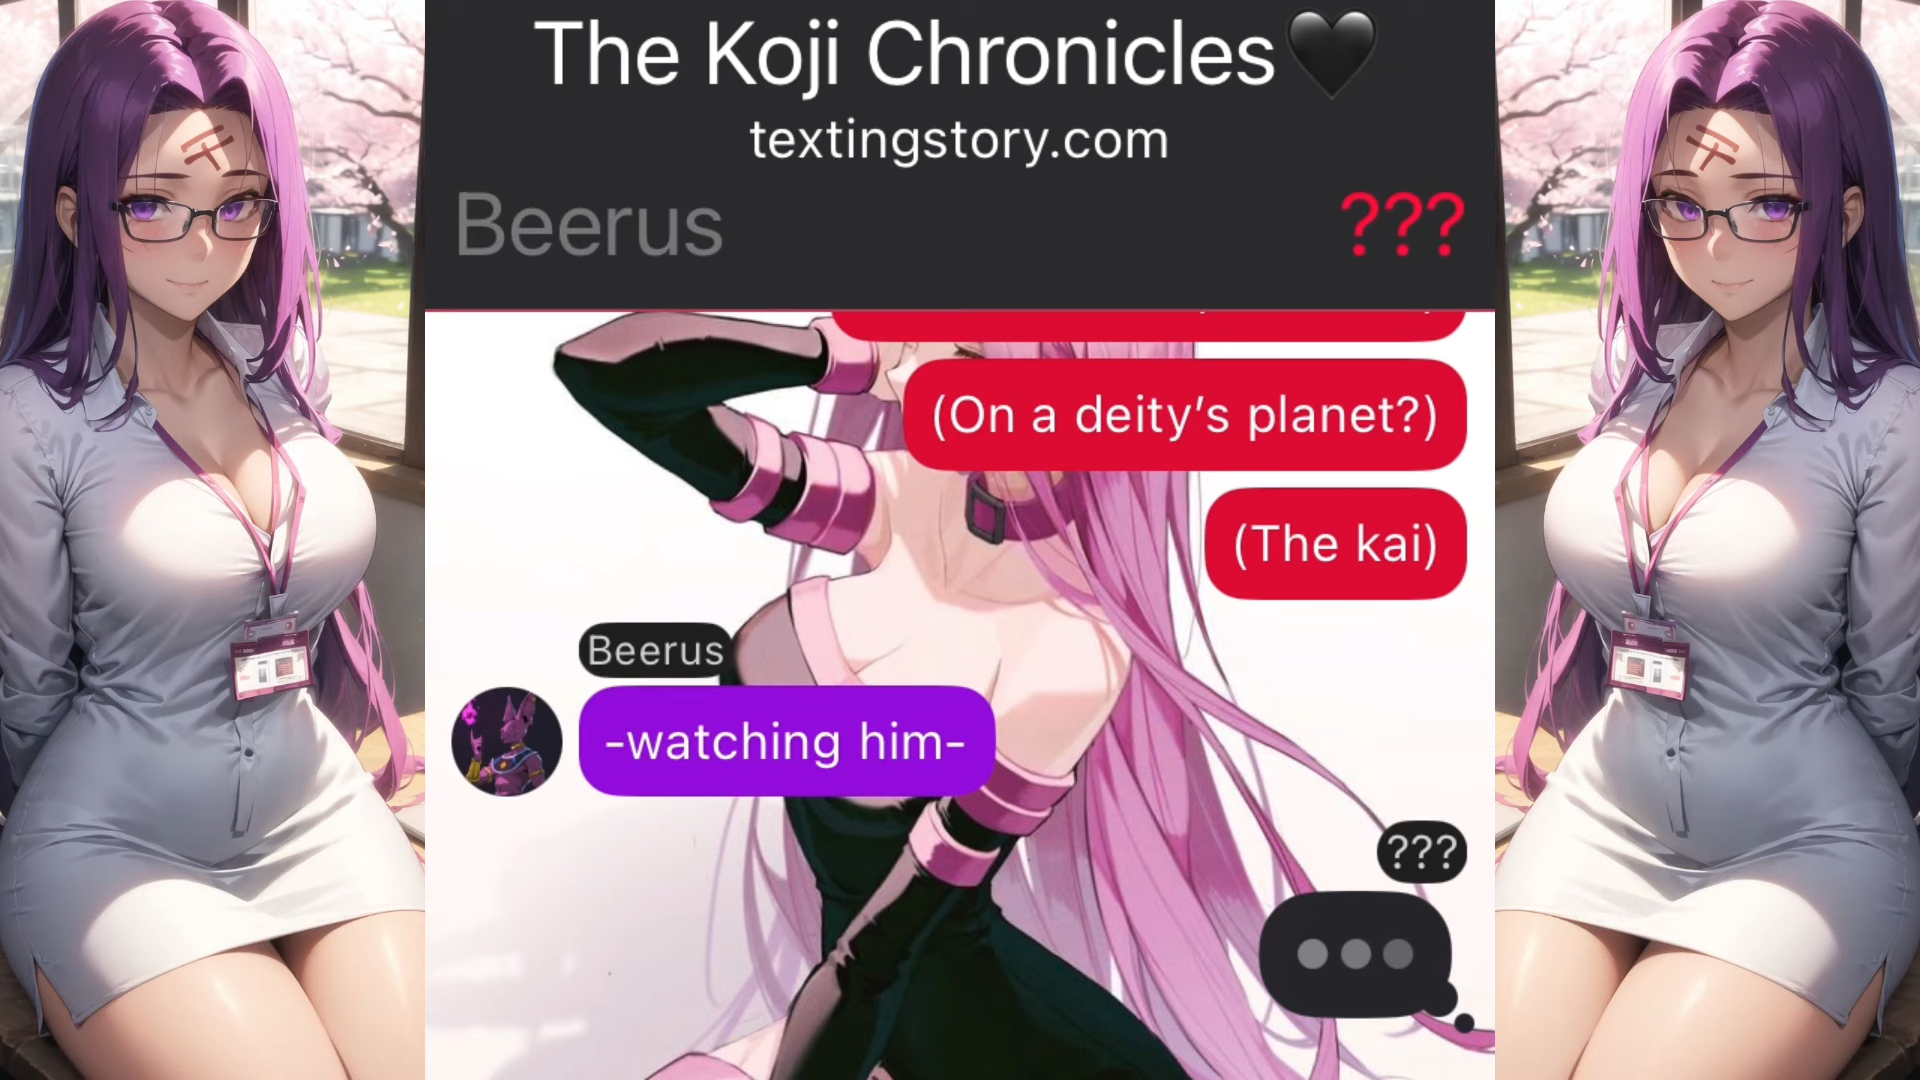 The Koji Chronicles🖤
textingstory.com
Beerus
???
(On a deity’s planet?)
(The kai)
Beerus
-watching him-
???